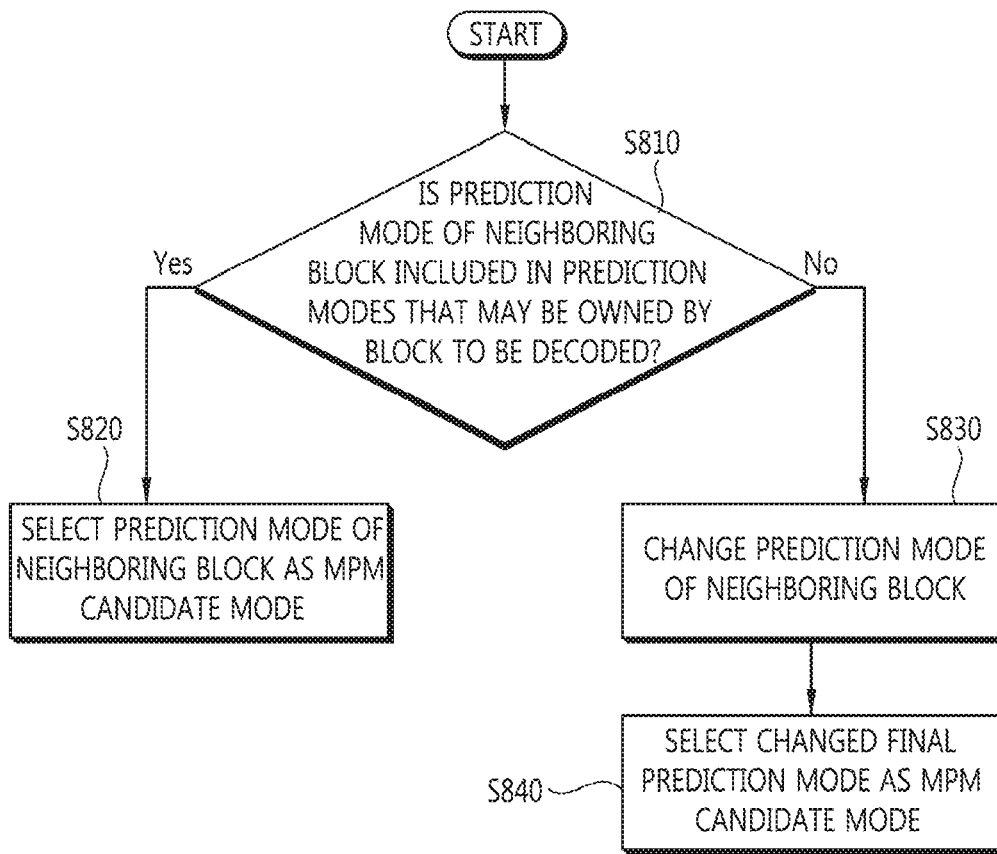 START
S810
IS PREDICTION
MODE OF NEIGHBORING
BLOCK INCLUDED IN PREDICTION
MODES THAT MAY BE OWNED BY
BLOCK TO BE DECODED?
Yes
No
S820
SELECT PREDICTION MODE OF
NEIGHBORING BLOCK AS MPM
CANDIDATE MODE
S830
CHANGE PREDICTION MODE
OF NEIGHBORING BLOCK
S840
SELECT CHANGED FINAL
PREDICTION MODE AS MPM
CANDIDATE MODE